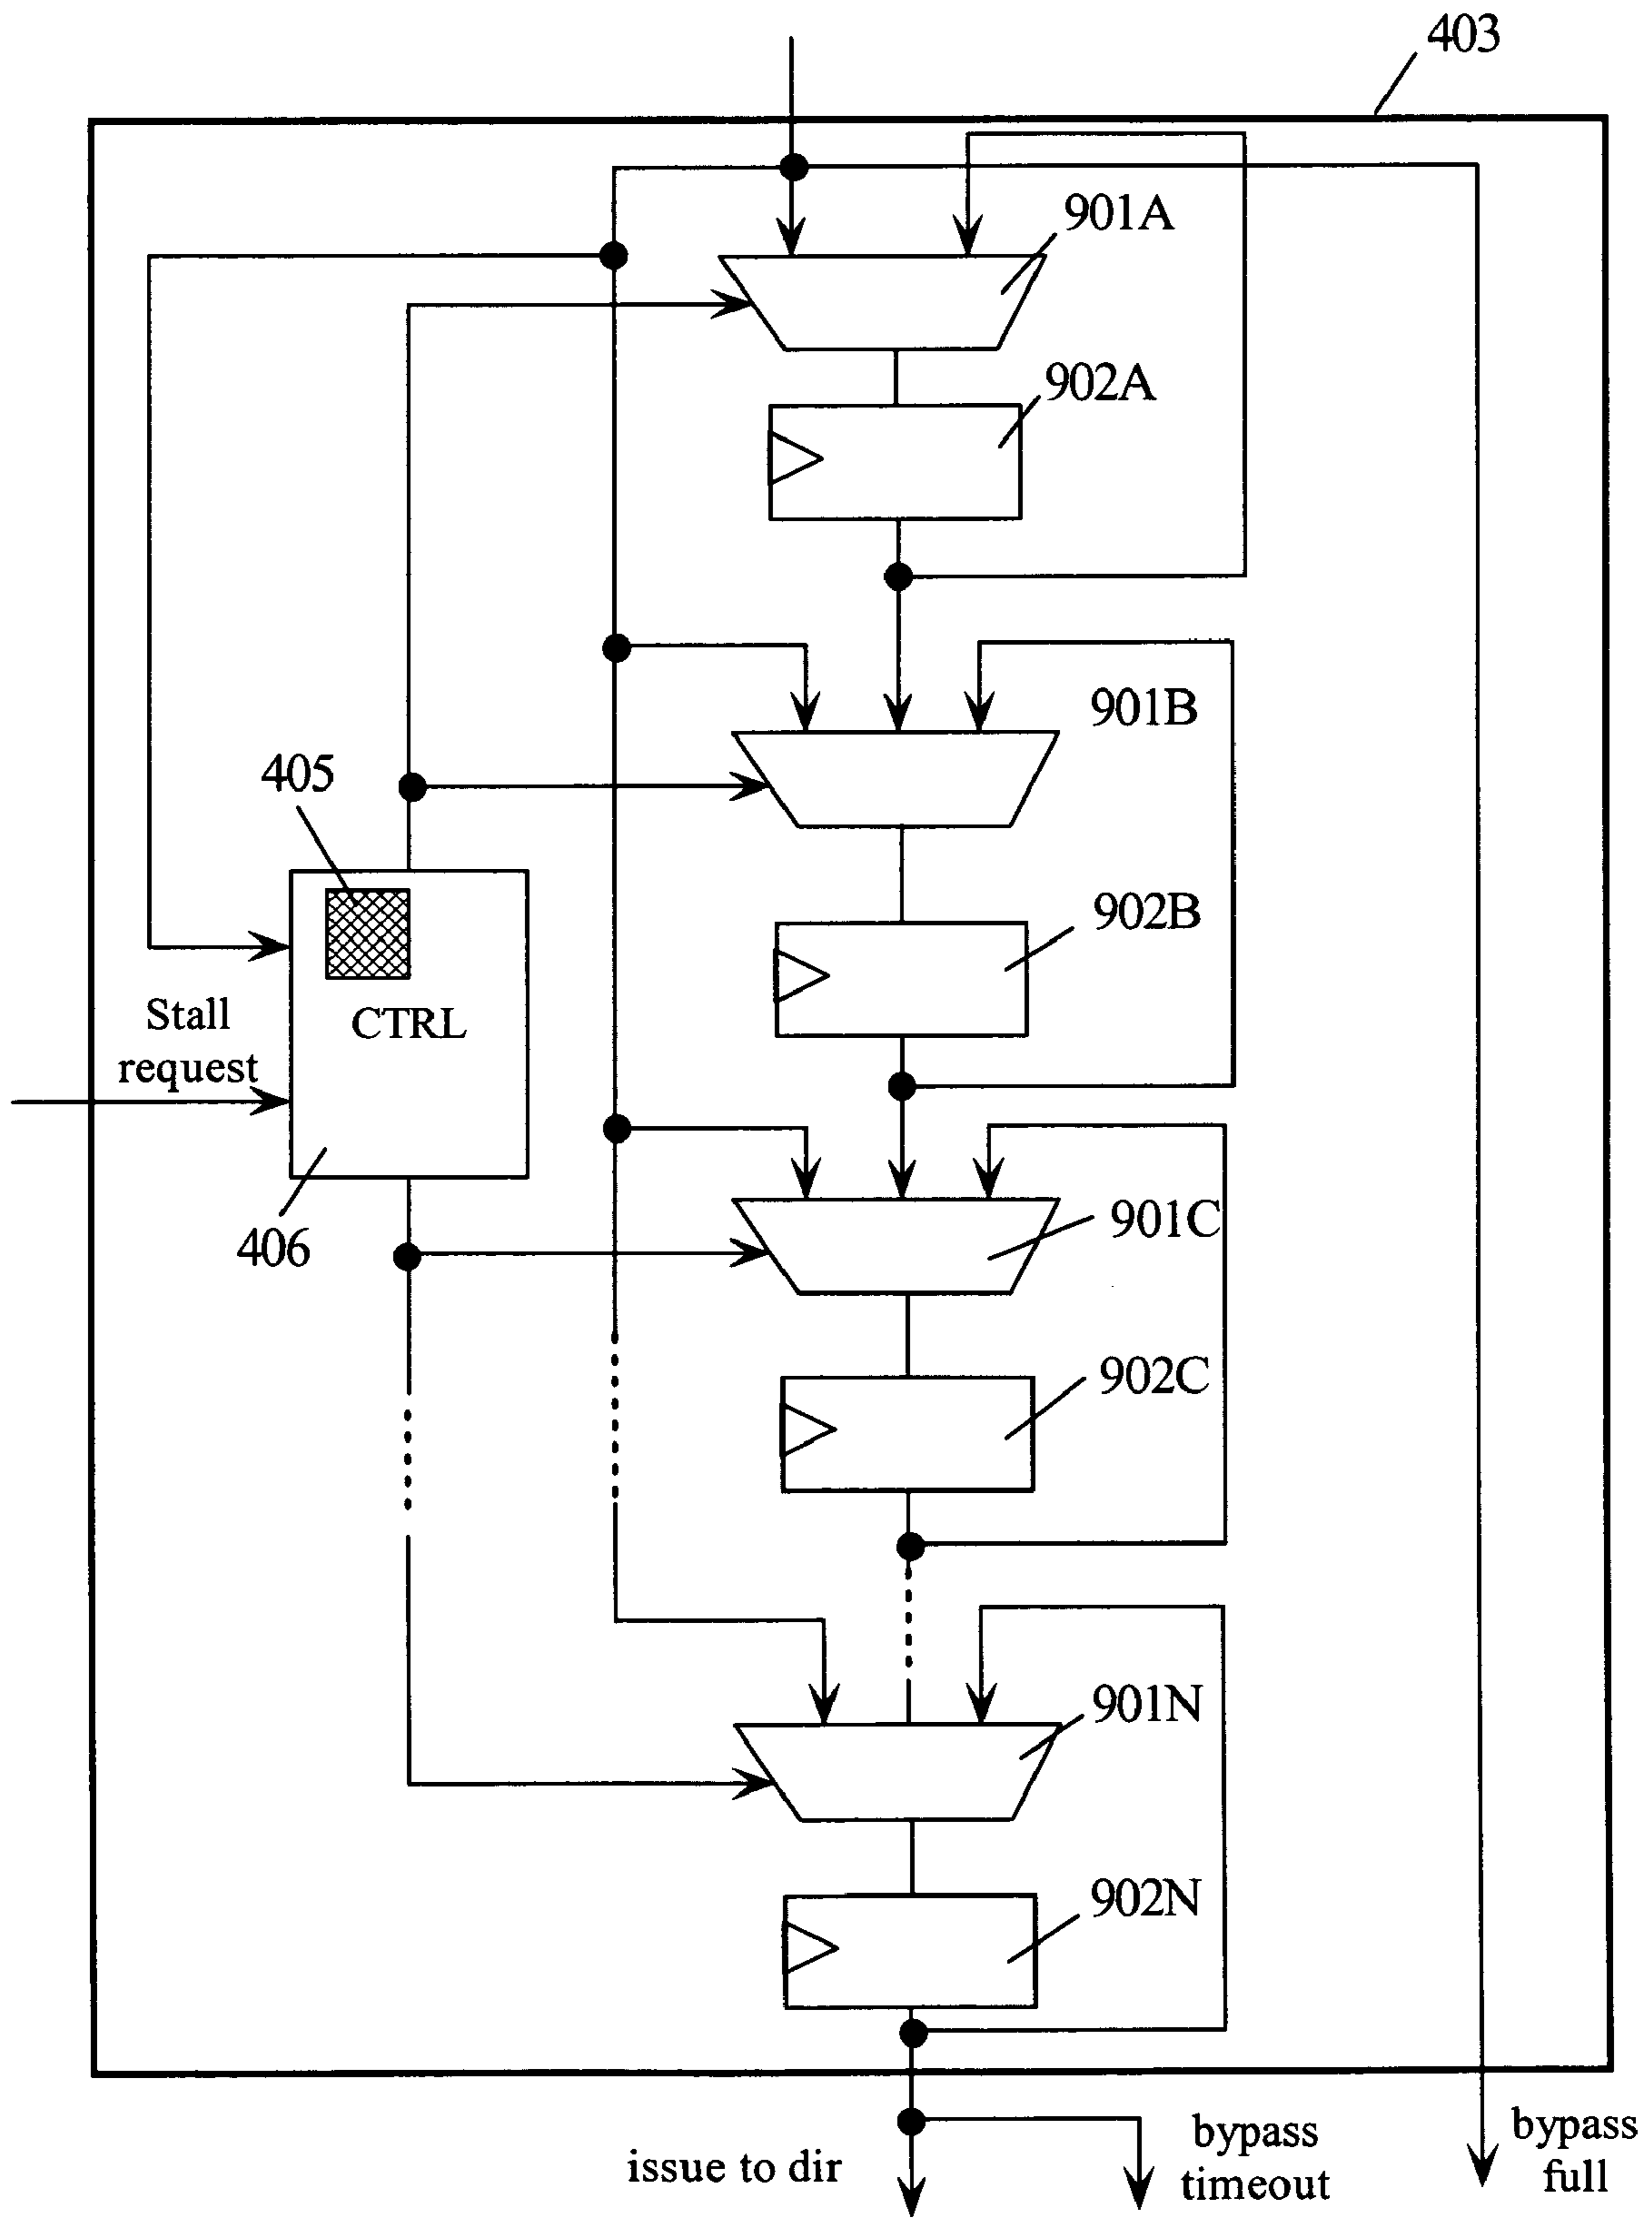 403
901A
902A
901B
405
902B
Stall
request
CTRL
901C
406
902C
901N
902N
issue to dir
bypass
timeout
bypass
full